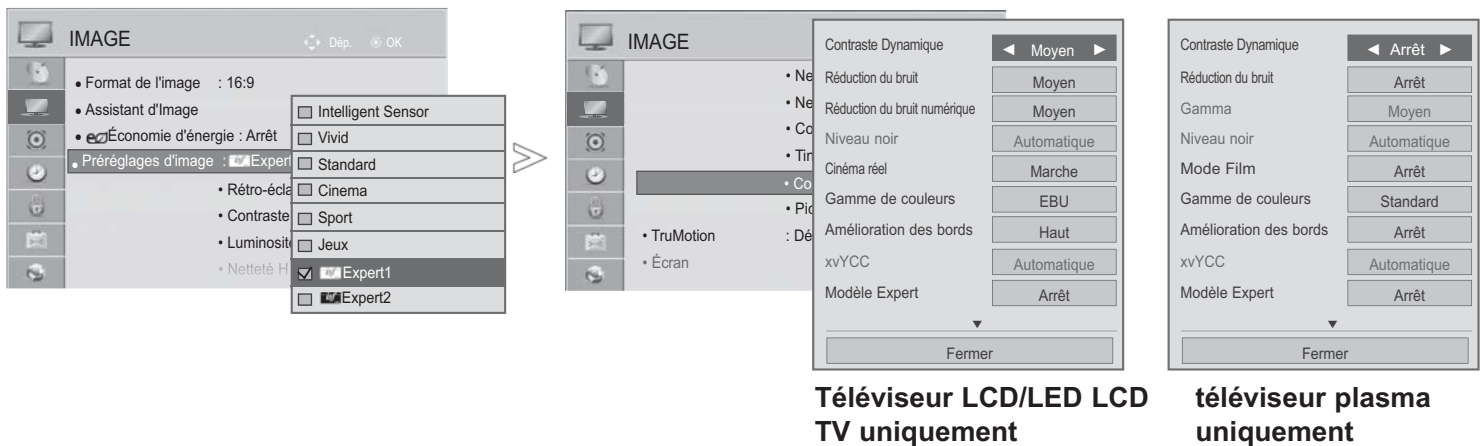 IMAGE
Dép. OK
• Format de l'image : 16:9
• Assistant d'Image
• Économie d'énergie : Arrêt
• Préréglages d'image : Expert
• Rétro-écla
• Contraste
• Luminosit
• Netteté H
Intelligent Sensor
Vivid
Standard
Cinema
Sport
Jeux
Expert1
Expert2
>
IMAGE
• Ne
• Ne
• Co
• Tin
• Co
• Pic
• TruMotion : Dé
• Écran
Contraste Dynamique ◄ Moyen ►
Réduction du bruit Moyen
Réduction du bruit numérique Moyen
Niveau noir Automatique
Cinéma réel Marche
Gamme de couleurs EBU
Amélioration des bords Haut
xvYCC Automatique
Modèle Expert Arrêt
▼
Fermer
Téléviseur LCD/LED LCD
TV uniquement
Contraste Dynamique ◄ Arrêt ►
Réduction du bruit Arrêt
Gamma Moyen
Niveau noir Automatique
Mode Film Arrêt
Gamme de couleurs Standard
Amélioration des bords Arrêt
xvYCC Automatique
Modèle Expert Arrêt
▼
Fermer
téléviseur plasma
uniquement